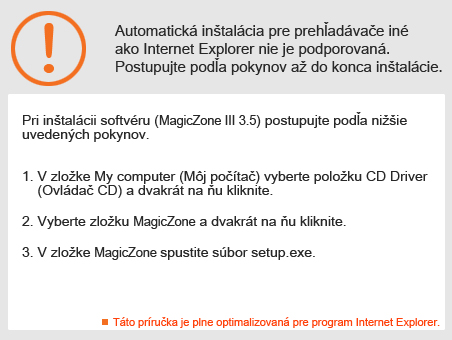 Automatická inštalácia pre prehĺadávače iné
ako Internet Explorer nie je podporovaná.
Postupujte podĺa pokynov až do konca inštalácie.
Pri inštalácii softvéru (MagicZone III 3.5) postupujte podĺa nižšie
uvedených pokynov.
1. V zložke My computer (Môj počítač) vyberte položku CD Driver
(Ovládač CD) a dvakrát na ňu kliknite.
2. Vyberte zložku MagicZone a dvakrát na ňu kliknite.
3. V zložke MagicZone spustite súbor setup.exe.
Táto príručka je plne optimalizovaná pre program Internet Explorer.